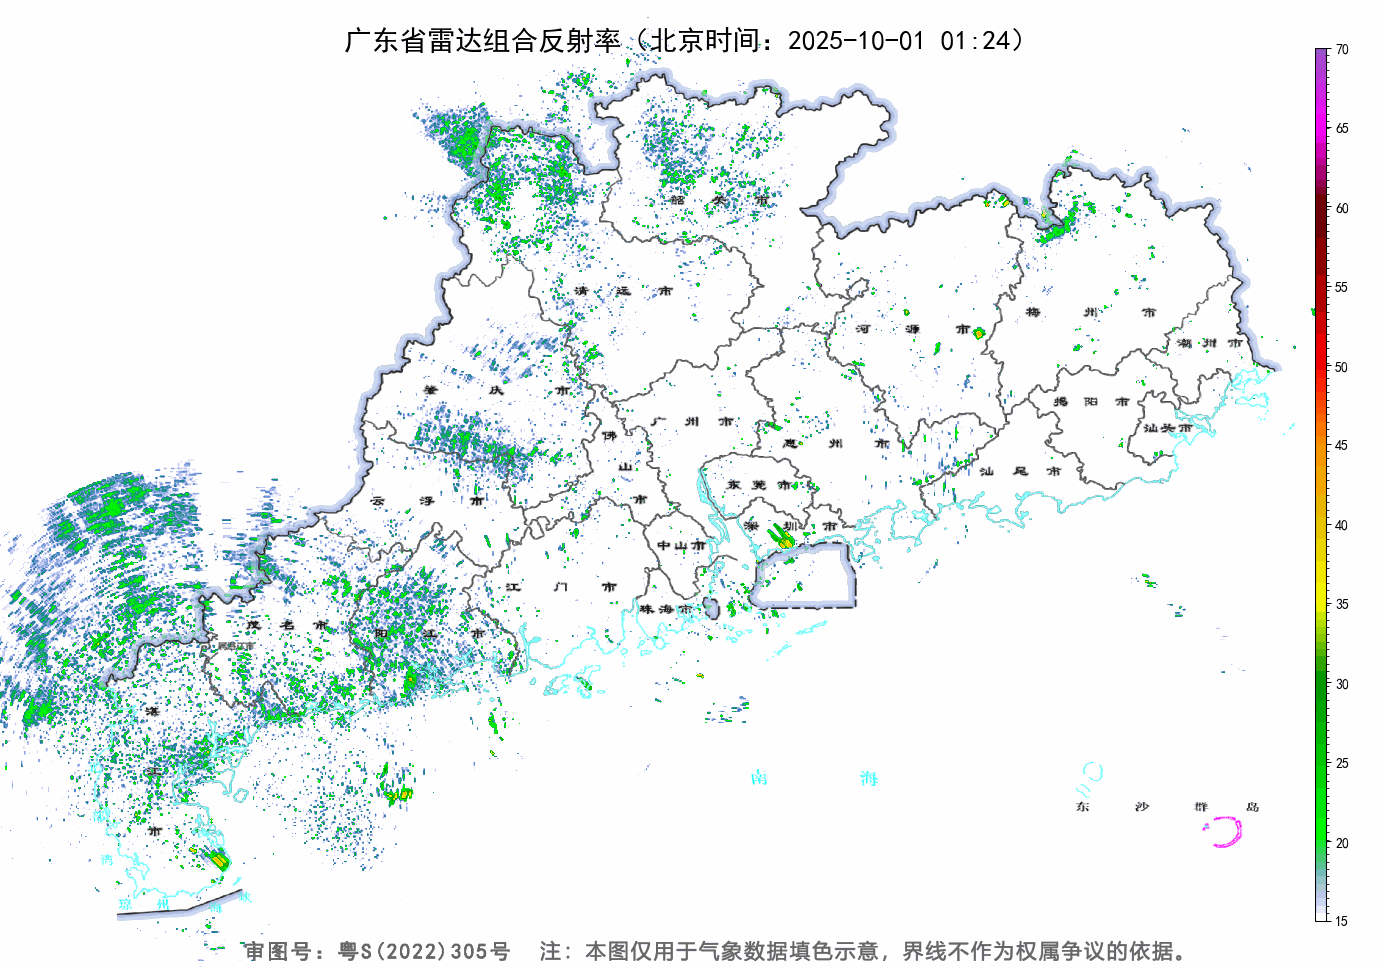 广东省雷达组合反射率（北京时间：2025-10-01 01:24）
70
65
60
55
50
45
40
35
30
25
20
15
韶关市
清远市
河源市
梅州市
潮州市
肇庆市
广州市
佛山市
惠州市
揭阳市
汕头市
汕尾市
云浮市
东莞市
深圳市
中山市
江门市
珠海市
茂名市
阳江市
湛江市
南海
东沙群岛
湾
琼州海峡
审图号：粤S(2022)305号 注：本图仅用于气象数据填色示意，界线不作为权属争议的依据。